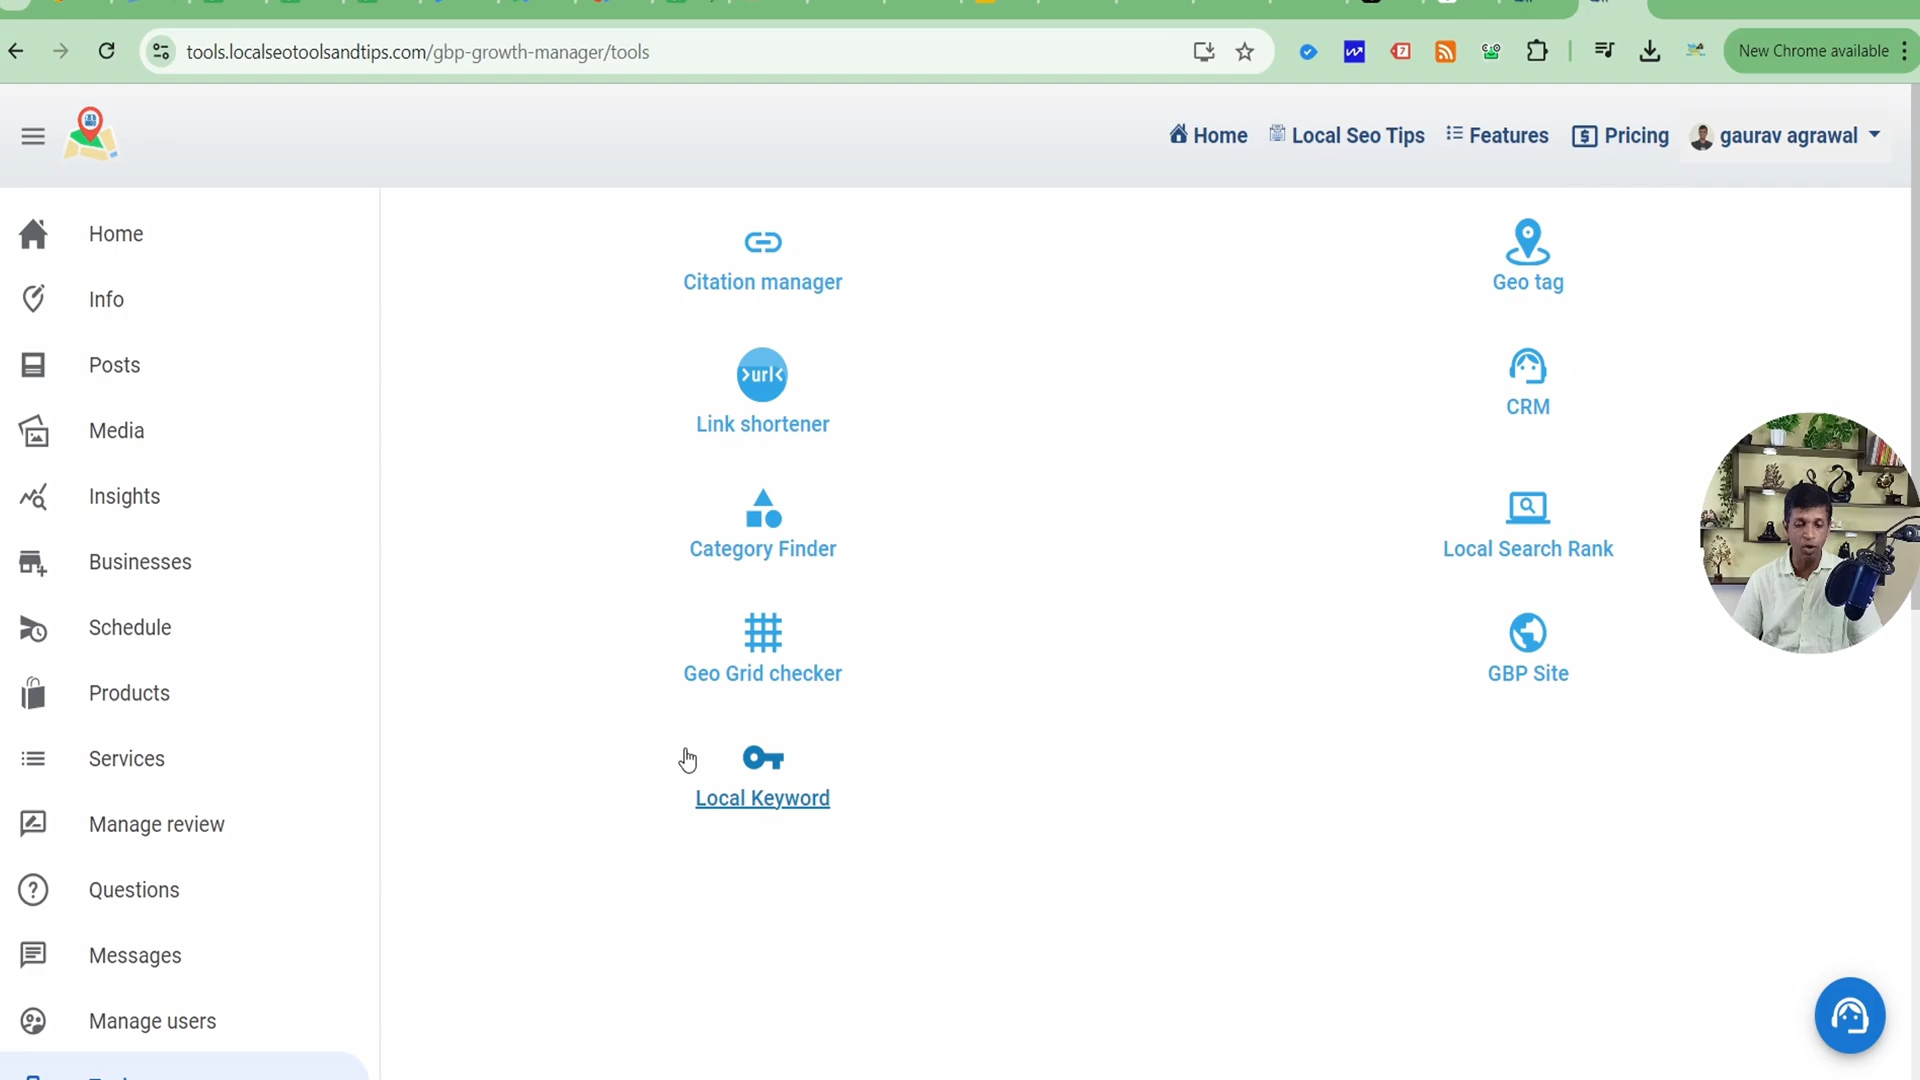 tools.localseotoolsandtips.com/gbp-growth-manager/tools
7
New Chrome available
Home
Local Seo Tips
Features
$ Pricing
gaurav agrawal
Home
Info
Posts
Media
Insights
Businesses
Schedule
Products
Services
Manage review
? Questions
Messages
Manage users
Citation manager
Geo tag
>url<
Link shortener
CRM
Category Finder
Local Search Rank
Geo Grid checker
GBP Site
Local Keyword